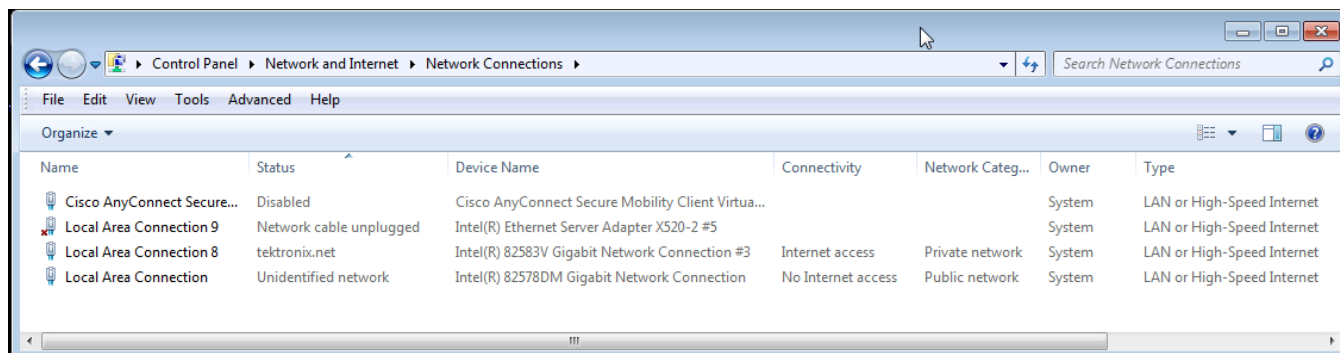 Control Panel Network and Internet Network Connections Search Network Connections
File Edit View Tools Advanced Help
Organize
Name Status Device Name Connectivity Network Categ... Owner Type
Cisco AnyConnect Secure... Disabled Cisco AnyConnect Secure Mobility Client Virtua... System LAN or High-Speed Internet
Local Area Connection 9 Network cable unplugged Intel(R) Ethernet Server Adapter X520-2 #5 System LAN or High-Speed Internet
Local Area Connection 8 tektronix.net Intel(R) 82583V Gigabit Network Connection #3 Internet access Private network System LAN or High-Speed Internet
Local Area Connection Unidentified network Intel(R) 82578DM Gigabit Network Connection No Internet access Public network System LAN or High-Speed Internet